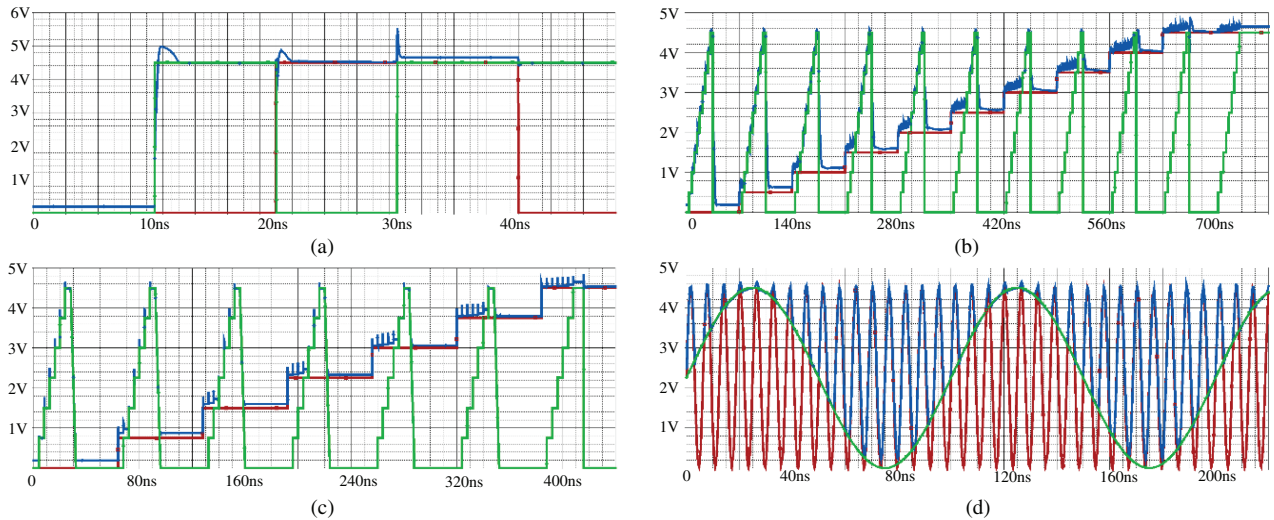 6V
5V
4V
3V
2V
1V
0 10ns 20ns 30ns 40ns
(a)
5V
4V
3V
2V
1V
0 140ns 280ns 420ns 560ns 700ns
(b)
5V
4V
3V
2V
1V
0 80ns 160ns 240ns 320ns 400ns
(c)
5V
4V
3V
2V
1V
0 40ns 80ns 120ns 160ns 200ns
(d)